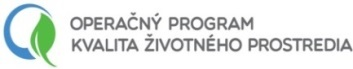 OPERAČNÝ PROGRAM
KVALITA ŽIVOTNÉHO PROSTREDIA